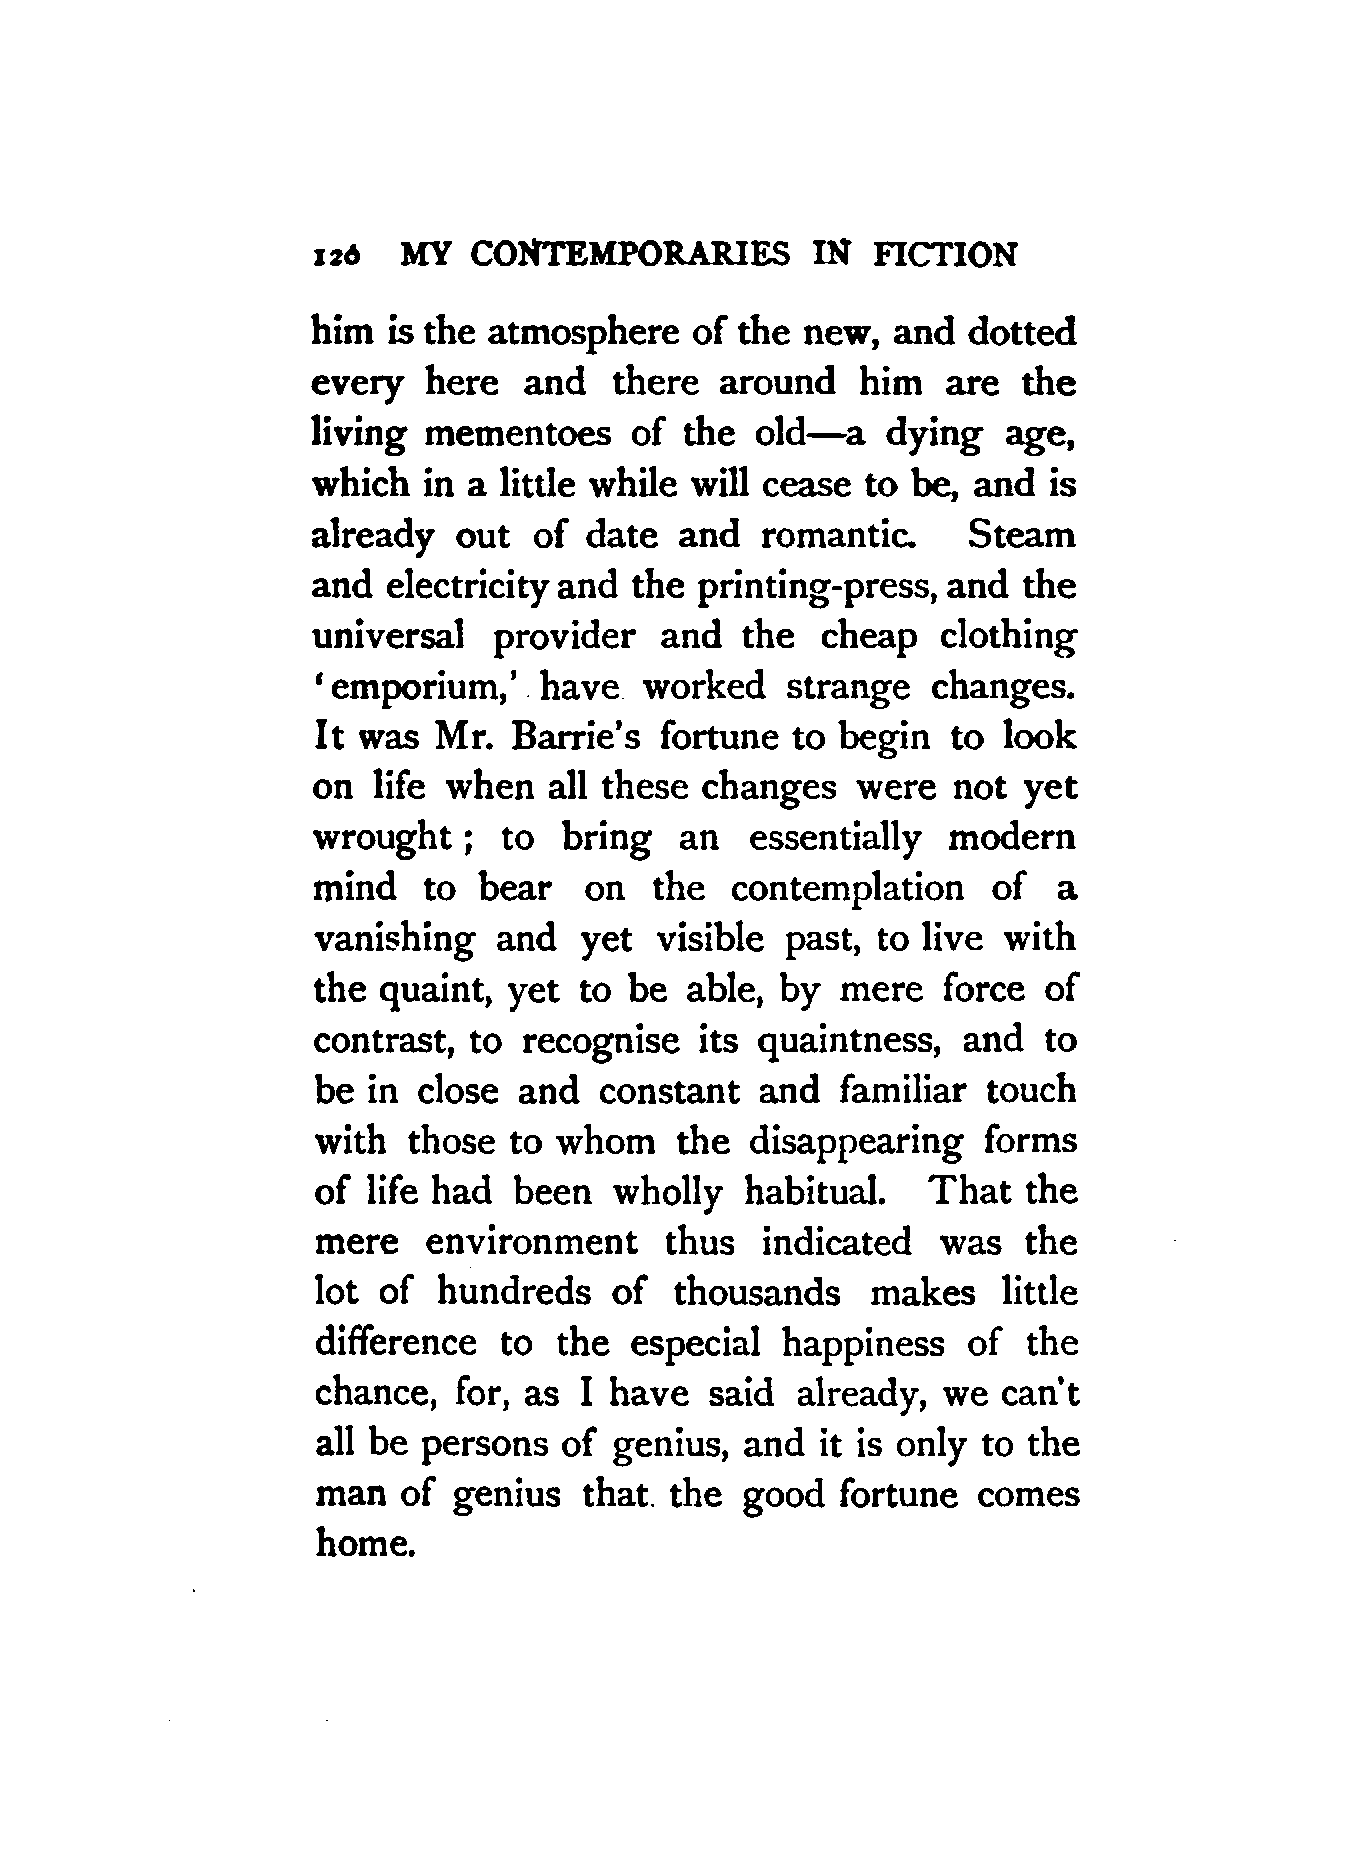 126 MY CONTEMPORARIES IN FICTION
him is the atmosphere of the new, and dotted
every here and there around him are the
living mementoes of the old—a dying age,
which in a little while will cease to be, and is
already out of date and romantic. Steam
and electricity and the printing-press, and the
universal provider and the cheap clothing
‘emporium,’ have worked strange changes.
It was Mr. Barrie’s fortune to begin to look
on life when all these changes were not yet
wrought ; to bring an essentially modern
mind to bear on the contemplation of a
vanishing and yet visible past, to live with
the quaint, yet to be able, by mere force of
contrast, to recognise its quaintness, and to
be in close and constant and familiar touch
with those to whom the disappearing forms
of life had been wholly habitual. That the
mere environment thus indicated was the
lot of hundreds of thousands makes little
difference to the especial happiness of the
chance, for, as I have said already, we can’t
all be persons of genius, and it is only to the
man of genius that the good fortune comes
home.